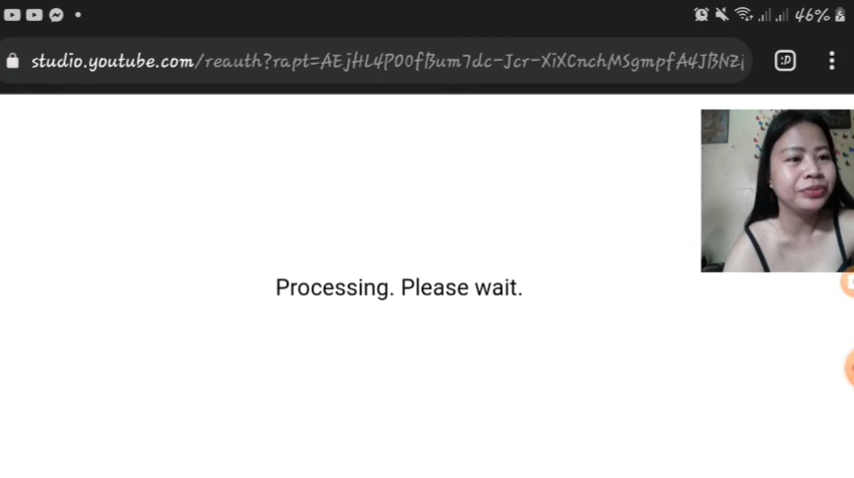 46%
studio.youtube.com/reauth?rapt=AEjHL4P00fBum7dc-Jcr-XiXCnchMSgmpfA4JBNZ
:D
Processing. Please wait.